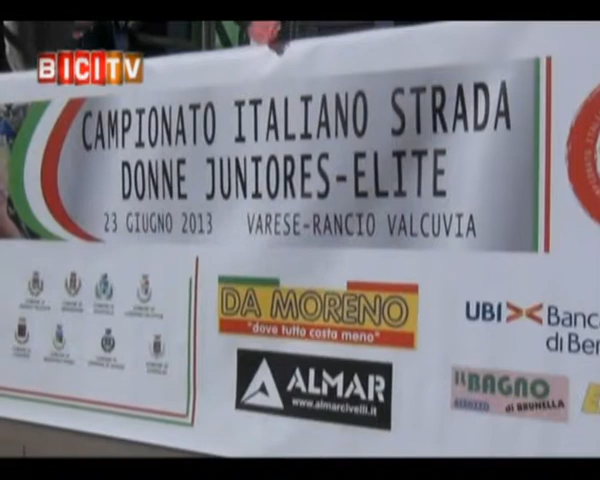 BICITV
CAMPIONATO ITALIANO STRADA
DONNE JUNIORES-ELITE
23 GIUGNO 2013 VARESE-RANCIO VALCUVIA
DA MORENO
"dove tutto costa meno"
UBI Banca
di Ber
ALMAR
www.almarcivelli.it
IL BAGNO
di BRUNELLA